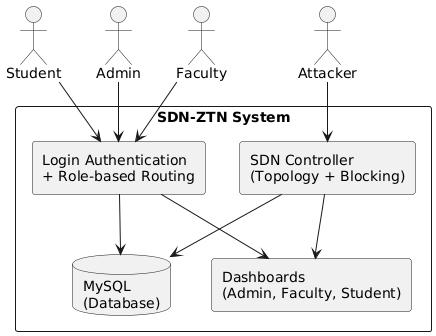 Student
Admin
Faculty
Attacker
SDN-ZTN System
Login Authentication
+ Role-based Routing
SDN Controller
(Topology + Blocking)
MySQL
(Database)
Dashboards
(Admin, Faculty, Student)